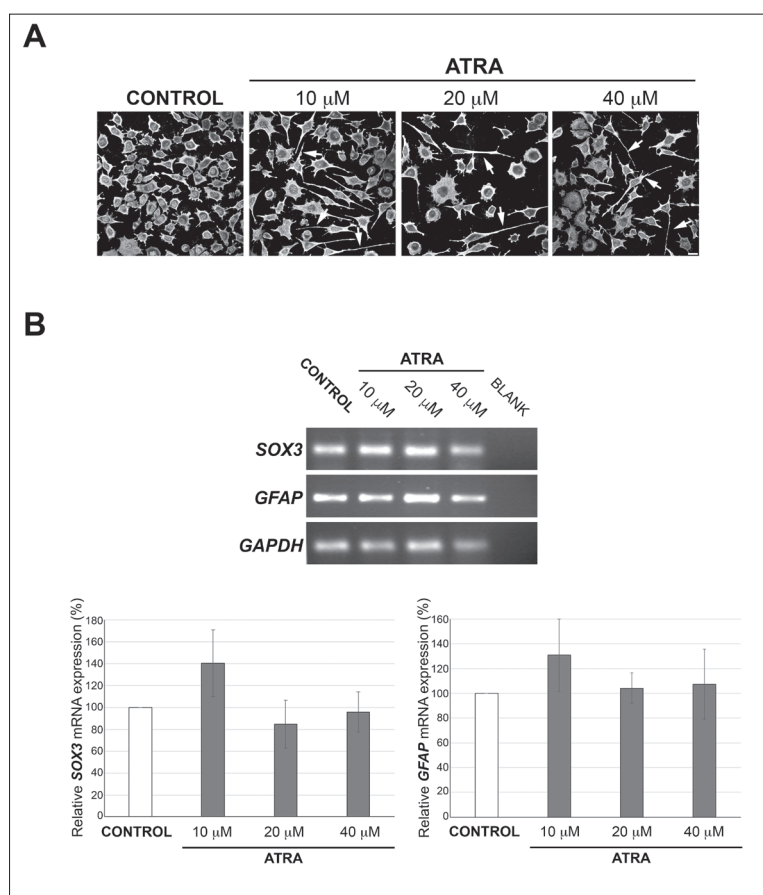 A
ATRA
CONTROL 10 μM 20 μM 40 μM
B
ATRA
CONTROL 10 μM 20 μM 40 μM BLANK
SOX3
GFAP
GAPDH
Relative SOX3 mRNA expression (%)
180
160
140
120
100
80
60
40
20
0
CONTROL 10 μM 20 μM 40 μM
ATRA
Relative GFAP mRNA expression (%)
160
140
120
100
80
60
40
20
0
CONTROL 10 μM 20 μM 40 μM
ATRA